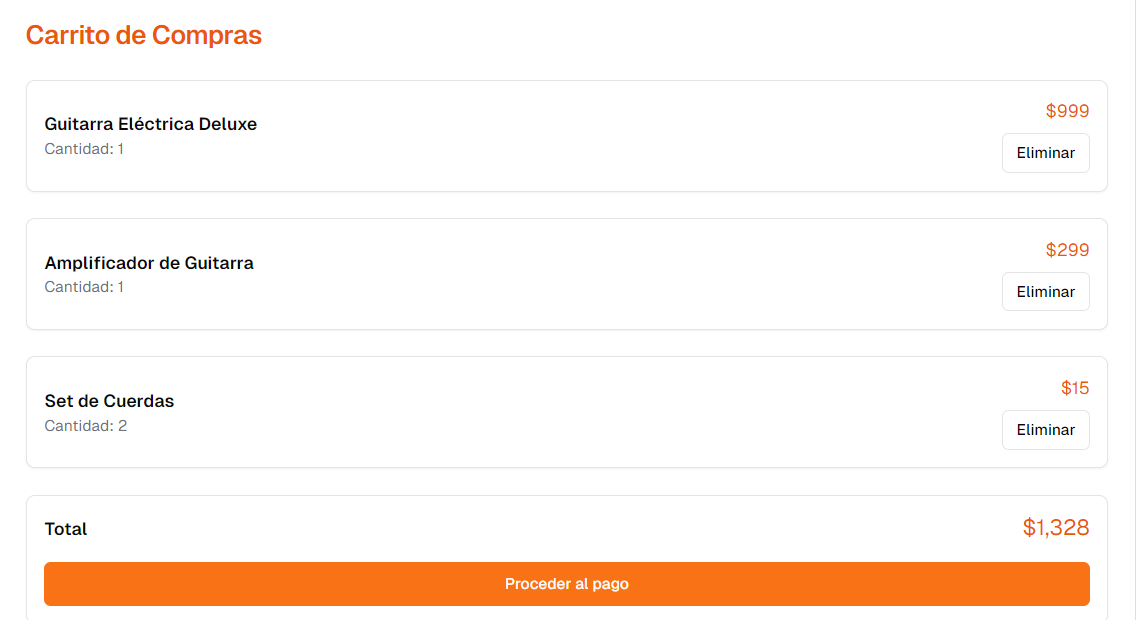 Carrito de Compras
Guitarra Eléctrica Deluxe
Cantidad: 1
$999
Eliminar
Amplificador de Guitarra
Cantidad: 1
$299
Eliminar
Set de Cuerdas
Cantidad: 2
$15
Eliminar
Total
$1,328
Proceder al pago